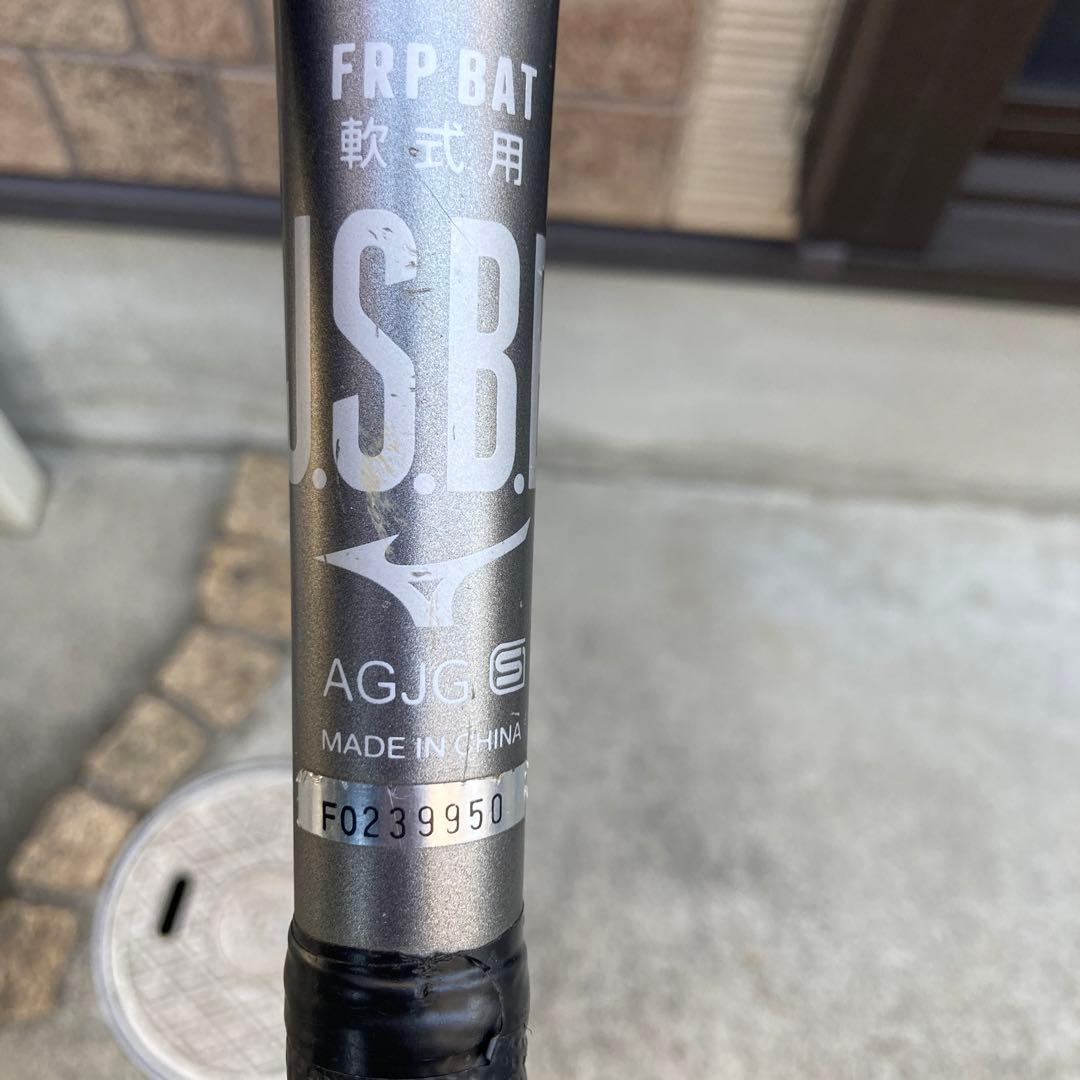 FRP BAT
軟式用
J.S.B.B
AGJG S
MADE IN CHINA
F0239950